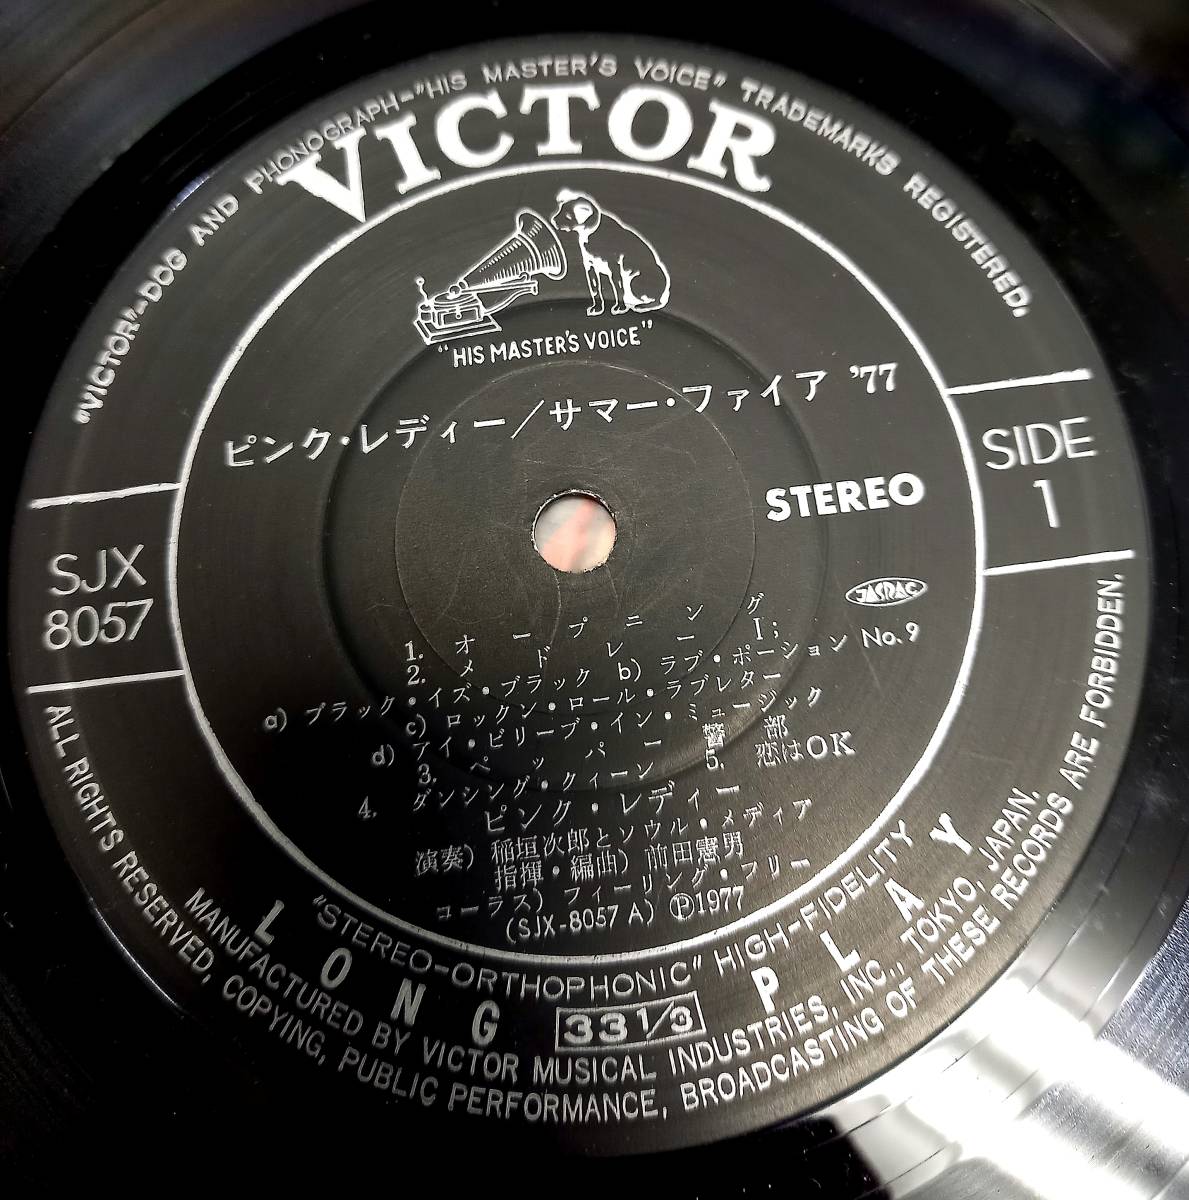 "VICTOR"-DOG AND PHONOGRAPH-"HIS MASTER'S VOICE" TRADEMARKS REGISTERED.
VICTOR
"HIS MASTER'S VOICE"
ピンク・レディー/サマー・ファイア '77
SIDE
1
STEREO
SJX
8057
JASRAC
No.9
1. オープニング
2. メドレーI;
a) ブラック・イズ・ブラック b) ラブ・ポーション
c) ロックン・ロール・ラブレター
d) アイ・ビリーブ・イン・ミュージック
3. ペッパー警部
4. ダンシング・クィーン 5. 恋はOK
ピンク・レディー
演奏) 稲垣次郎とソウル・メディア
指揮・編曲) 前田憲男
コーラス) フィーリング・フリー
(SJX-8057A) Ⓟ1977
"STEREO-ORTHOPHONIC" HIGH-FIDELITY
LONG 33 1/3 PLAY
MANUFACTURED BY VICTOR MUSICAL INDUSTRIES, INC., TOKYO, JAPAN.
ALL RIGHTS RESERVED, COPYING, PUBLIC PERFORMANCE, BROADCASTING OF THESE RECORDS ARE FORBIDDEN.